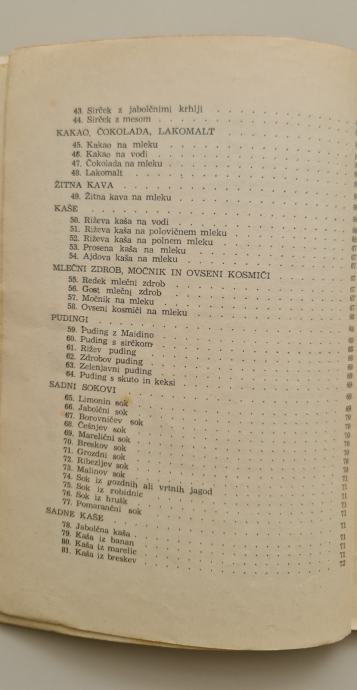 43. Sirček z jabolčnimi krhlji
44. Sirček z mesom
KAKAO, ČOKOLADA, LAKOMALT
45. Kakao na mleku
46. Kakao na vodi
47. Čokolada na mleku
48. Lakomalt
ŽITNA KAVA
49. Žitna kava na mleku
KAŠE
50. Riževa kaša na vodi
51. Riževa kaša na polovičnem mleku
52. Riževa kaša na polnem mleku
53. Prosena kaša na mleku
54. Ajdova kaša na mleku
MLEČNI ZDROB, MOČNIK IN OVSENI KOSMIČI
55. Redek mlečni zdrob
56. Gost mlečni zdrob
57. Močnik na mleku
58. Ovseni kosmiči na mleku
PUDINGI
59. Puding z Maidino
60. Puding s sirčkom
61. Rižev puding
62. Zdrobov puding
63. Zelenjavni puding
64. Puding s skuto in keksi
SADNI SOKOVI
65. Limonin sok
66. Jabolčni sok
67. Borovničev sok
68. Češnjev sok
69. Marelični sok
70. Breskov sok
71. Grozdni sok
72. Ribezljev sok
73. Malinov sok
74. Sok iz gozdnih ali vrtnih jagod
75. Sok iz robidnic
76. Sok iz hrušk
77. Pomarančni sok
SADNE KAŠE
78. Jabolčna kaša
79. Kaša iz banan
80. Kaša iz marelic
81. Kaša iz breskev